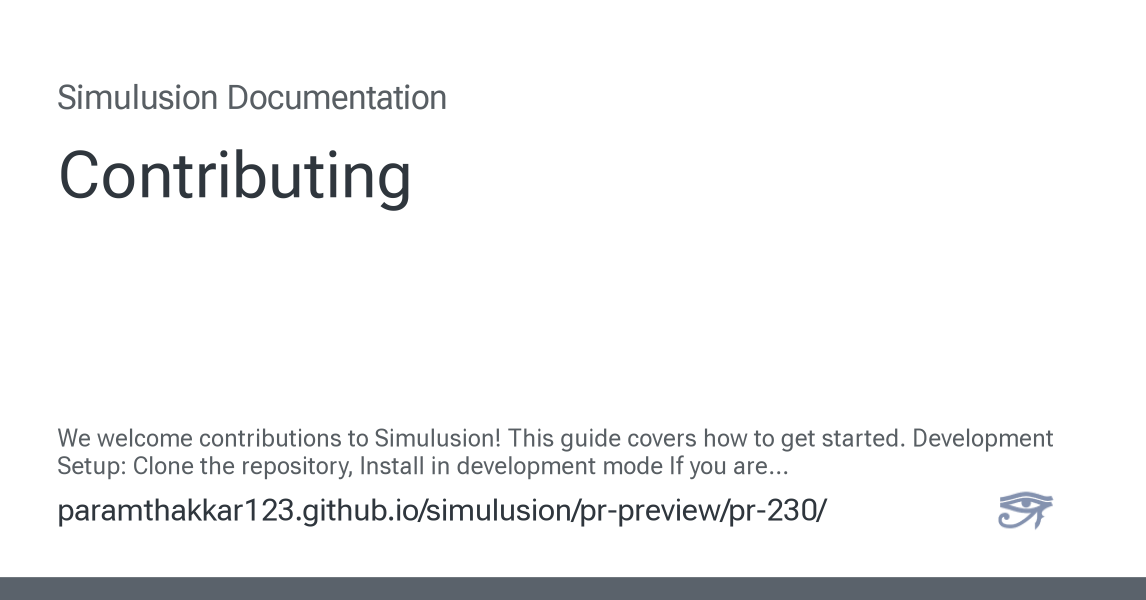 Simulusion Documentation
Contributing
We welcome contributions to Simulusion! This guide covers how to get started. Development
Setup: Clone the repository, Install in development mode If you are...
paramthakkar123.github.io/simulusion/pr-preview/pr-230/